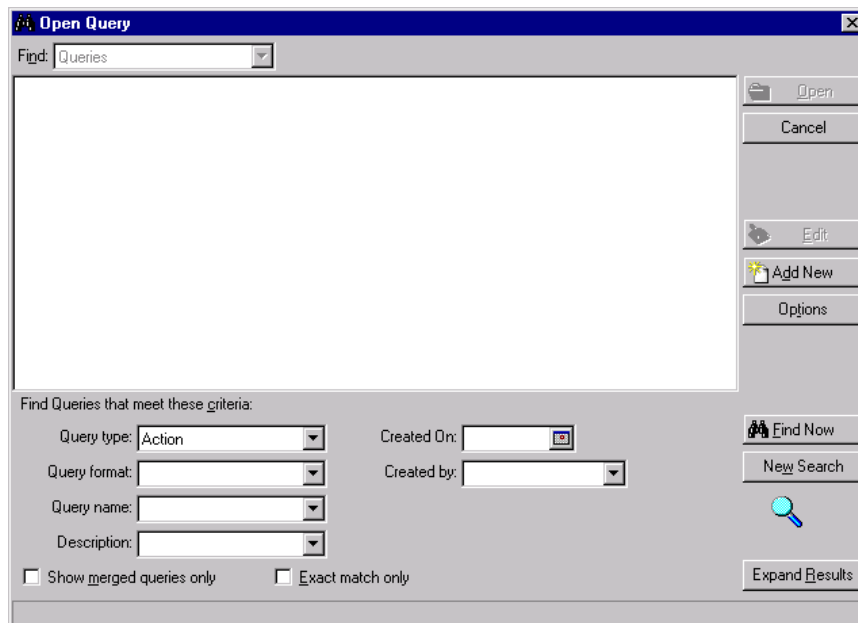 Open Query
Find: Queries
Open
Cancel
Edit
Add New
Options
Find Queries that meet these criteria:
Query type: Action
Created On:
Query format:
Created by:
Query name:
Description:
Show merged queries only
Exact match only
Find Now
New Search
Expand Results